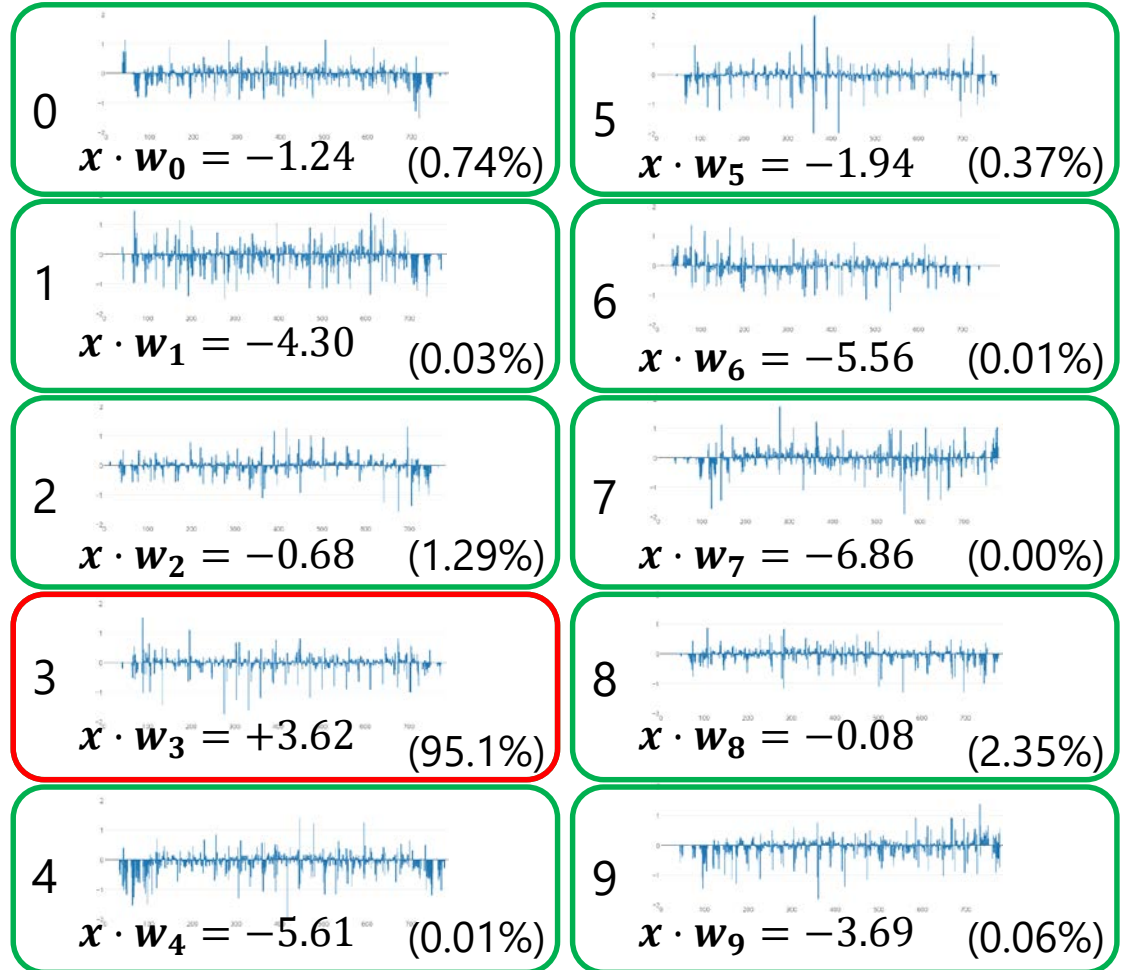 0
x · w₀ = −1.24 (0.74%)
1
x · w₁ = −4.30 (0.03%)
2
x · w₂ = −0.68 (1.29%)
3
x · w₃ = +3.62 (95.1%)
4
x · w₄ = −5.61 (0.01%)
5
x · w₅ = −1.94 (0.37%)
6
x · w₆ = −5.56 (0.01%)
7
x · w₇ = −6.86 (0.00%)
8
x · w₈ = −0.08 (2.35%)
9
x · w₉ = −3.69 (0.06%)